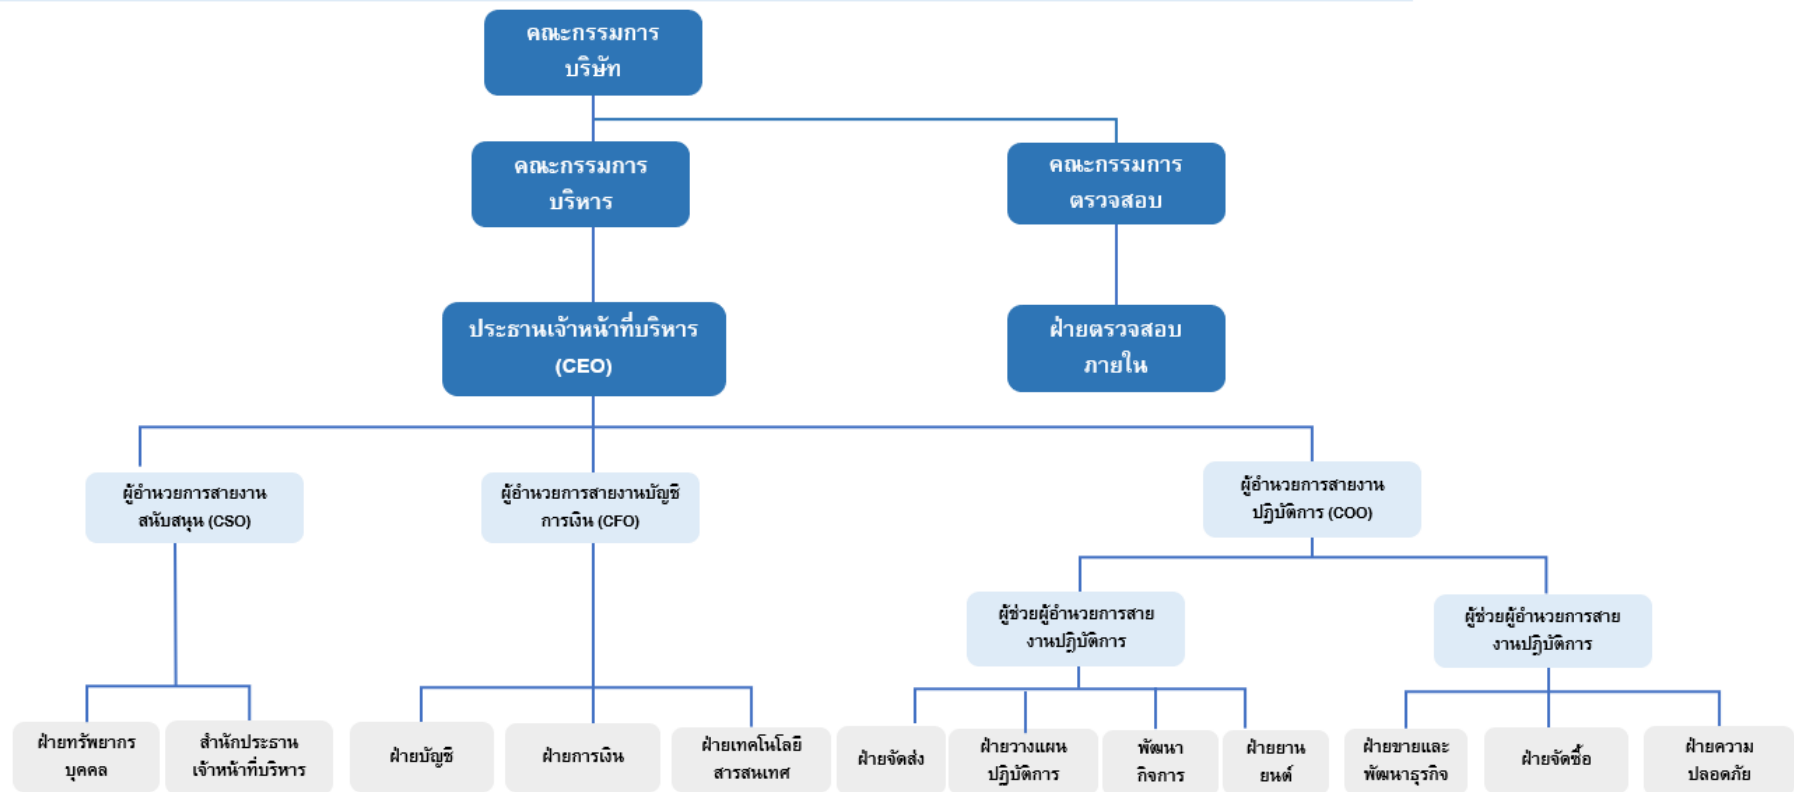 คณะกรรมการ
บริษัท
คณะกรรมการ
บริหาร
คณะกรรมการ
ตรวจสอบ
ประธานเจ้าหน้าที่บริหาร
(CEO)
ฝ่ายตรวจสอบ
ภายใน
ผู้อำนวยการสายงาน
สนับสนุน (CSO)
ผู้อำนวยการสายงานบัญชี
การเงิน (CFO)
ผู้อำนวยการสายงาน
ปฏิบัติการ (COO)
ผู้ช่วยผู้อำนวยการสาย
งานปฏิบัติการ
ผู้ช่วยผู้อำนวยการสาย
งานปฏิบัติการ
ฝ่ายทรัพยากร
บุคคล
สำนักประธาน
เจ้าหน้าที่บริหาร
ฝ่ายบัญชี
ฝ่ายการเงิน
ฝ่ายเทคโนโลยี
สารสนเทศ
ฝ่ายจัดส่ง
ฝ่ายวางแผน
ปฏิบัติการ
พัฒนา
กิจการ
ฝ่ายยาน
ยนต์
ฝ่ายขายและ
พัฒนาธุรกิจ
ฝ่ายจัดซื้อ
ฝ่ายความ
ปลอดภัย